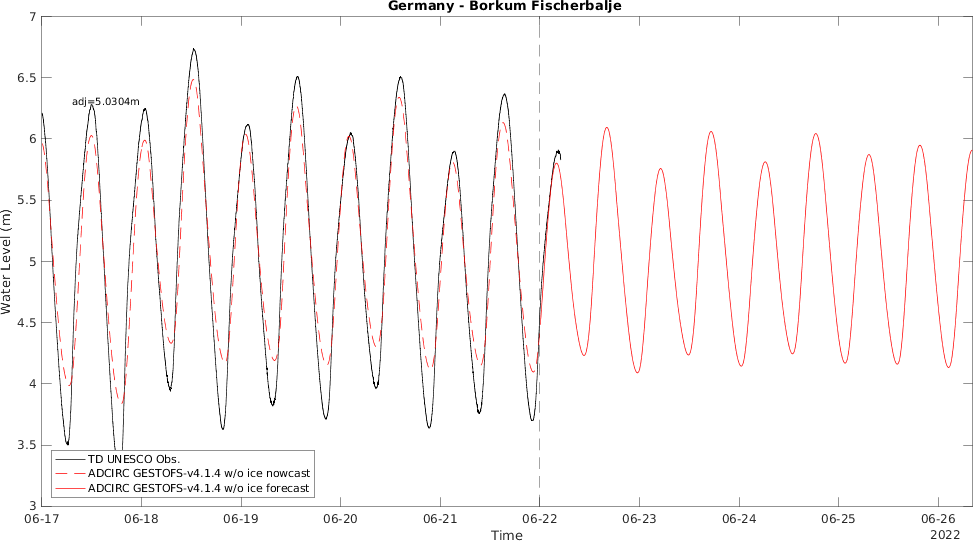 Germany - Borkum Fischerbalje
7
6.5
adj=5.0304m
6
5.5
5
4.5
4
3.5
3
Water Level (m)
TD UNESCO Obs.
ADCIRC GESTOFS-v4.1.4 w/o ice nowcast
ADCIRC GESTOFS-v4.1.4 w/o ice forecast
06-17 06-18 06-19 06-20 06-21 06-22 06-23 06-24 06-25 06-26
Time
2022